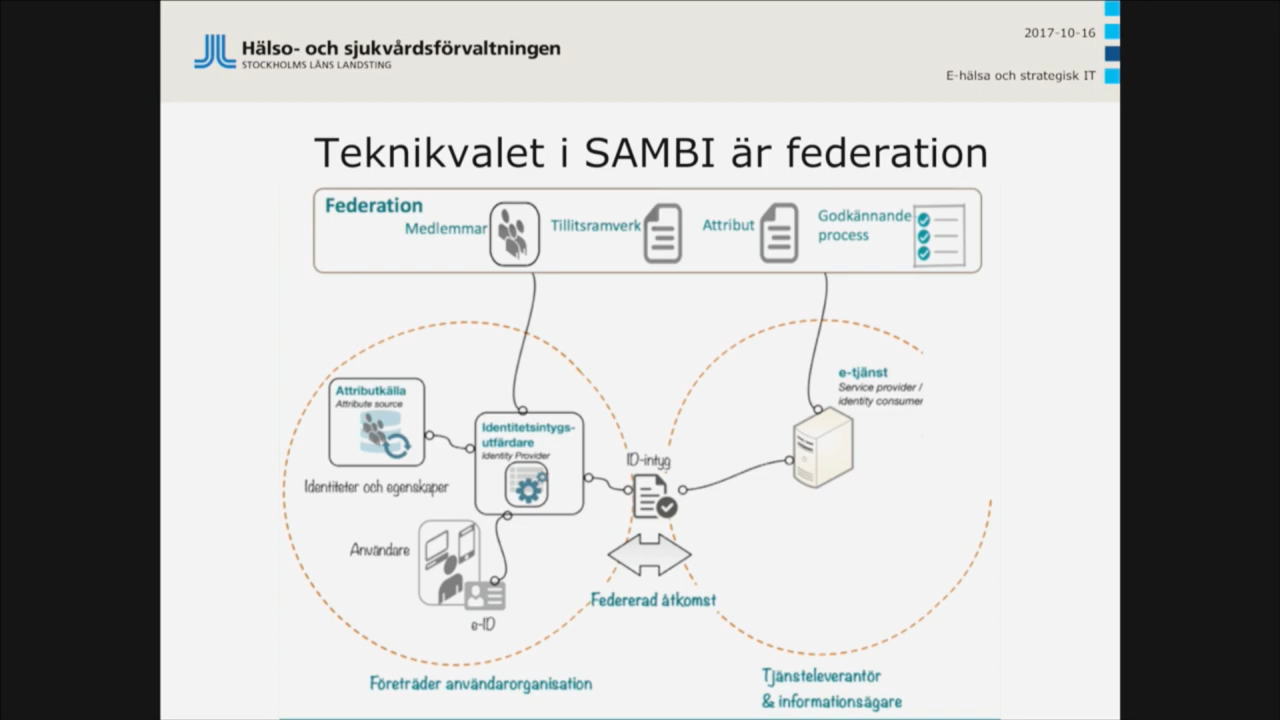 Hälso- och sjukvårdsförvaltningen
STOCKHOLMS LÄNS LANDSTING
2017-10-16
E-hälsa och strategisk IT
Teknikvalet i SAMBI är federation
Federation
Medlemmar
Tillitsramverk
Attribut
Godkännande
process
Attributkälla
Attribute source
Identiteter och egenskaper
Identitetsintygs-
utfärdare
Identity Provider
Användare
e-ID
ID-intyg
Federerad åtkomst
e-tjänst
Service provider /
identity consumer
Företräder användarorganisation
Tjänsteleverantör
& informationsägare